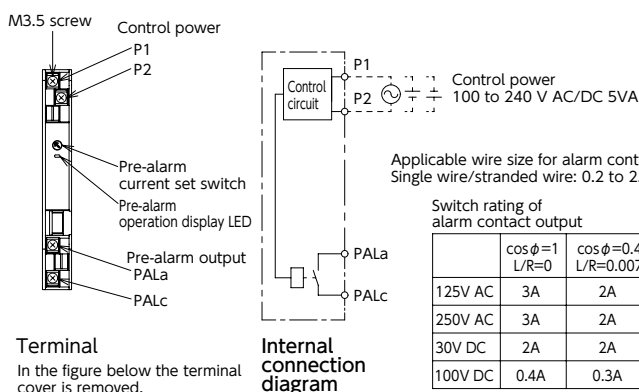 M3.5 screw
Control power
P1
P2
Pre-alarm
current set switch
Pre-alarm
operation display LED
Pre-alarm output
PALa
PALc
Terminal
In the figure below the terminal
cover is removed.
Control
circuit
P1
P2
Control power
100 to 240 V AC/DC 5VA
PALa
PALc
Internal
connection
diagram
Applicable wire size for alarm
Single wire/stranded wire: 0.2 to
Switch rating of
alarm contact output
cosφ=1 cosφ=0.4
L/R=0 L/R=0.007
125V AC 3A 2A
250V AC 3A 2A
30V DC 2A 2A
100V DC 0.4A 0.3A